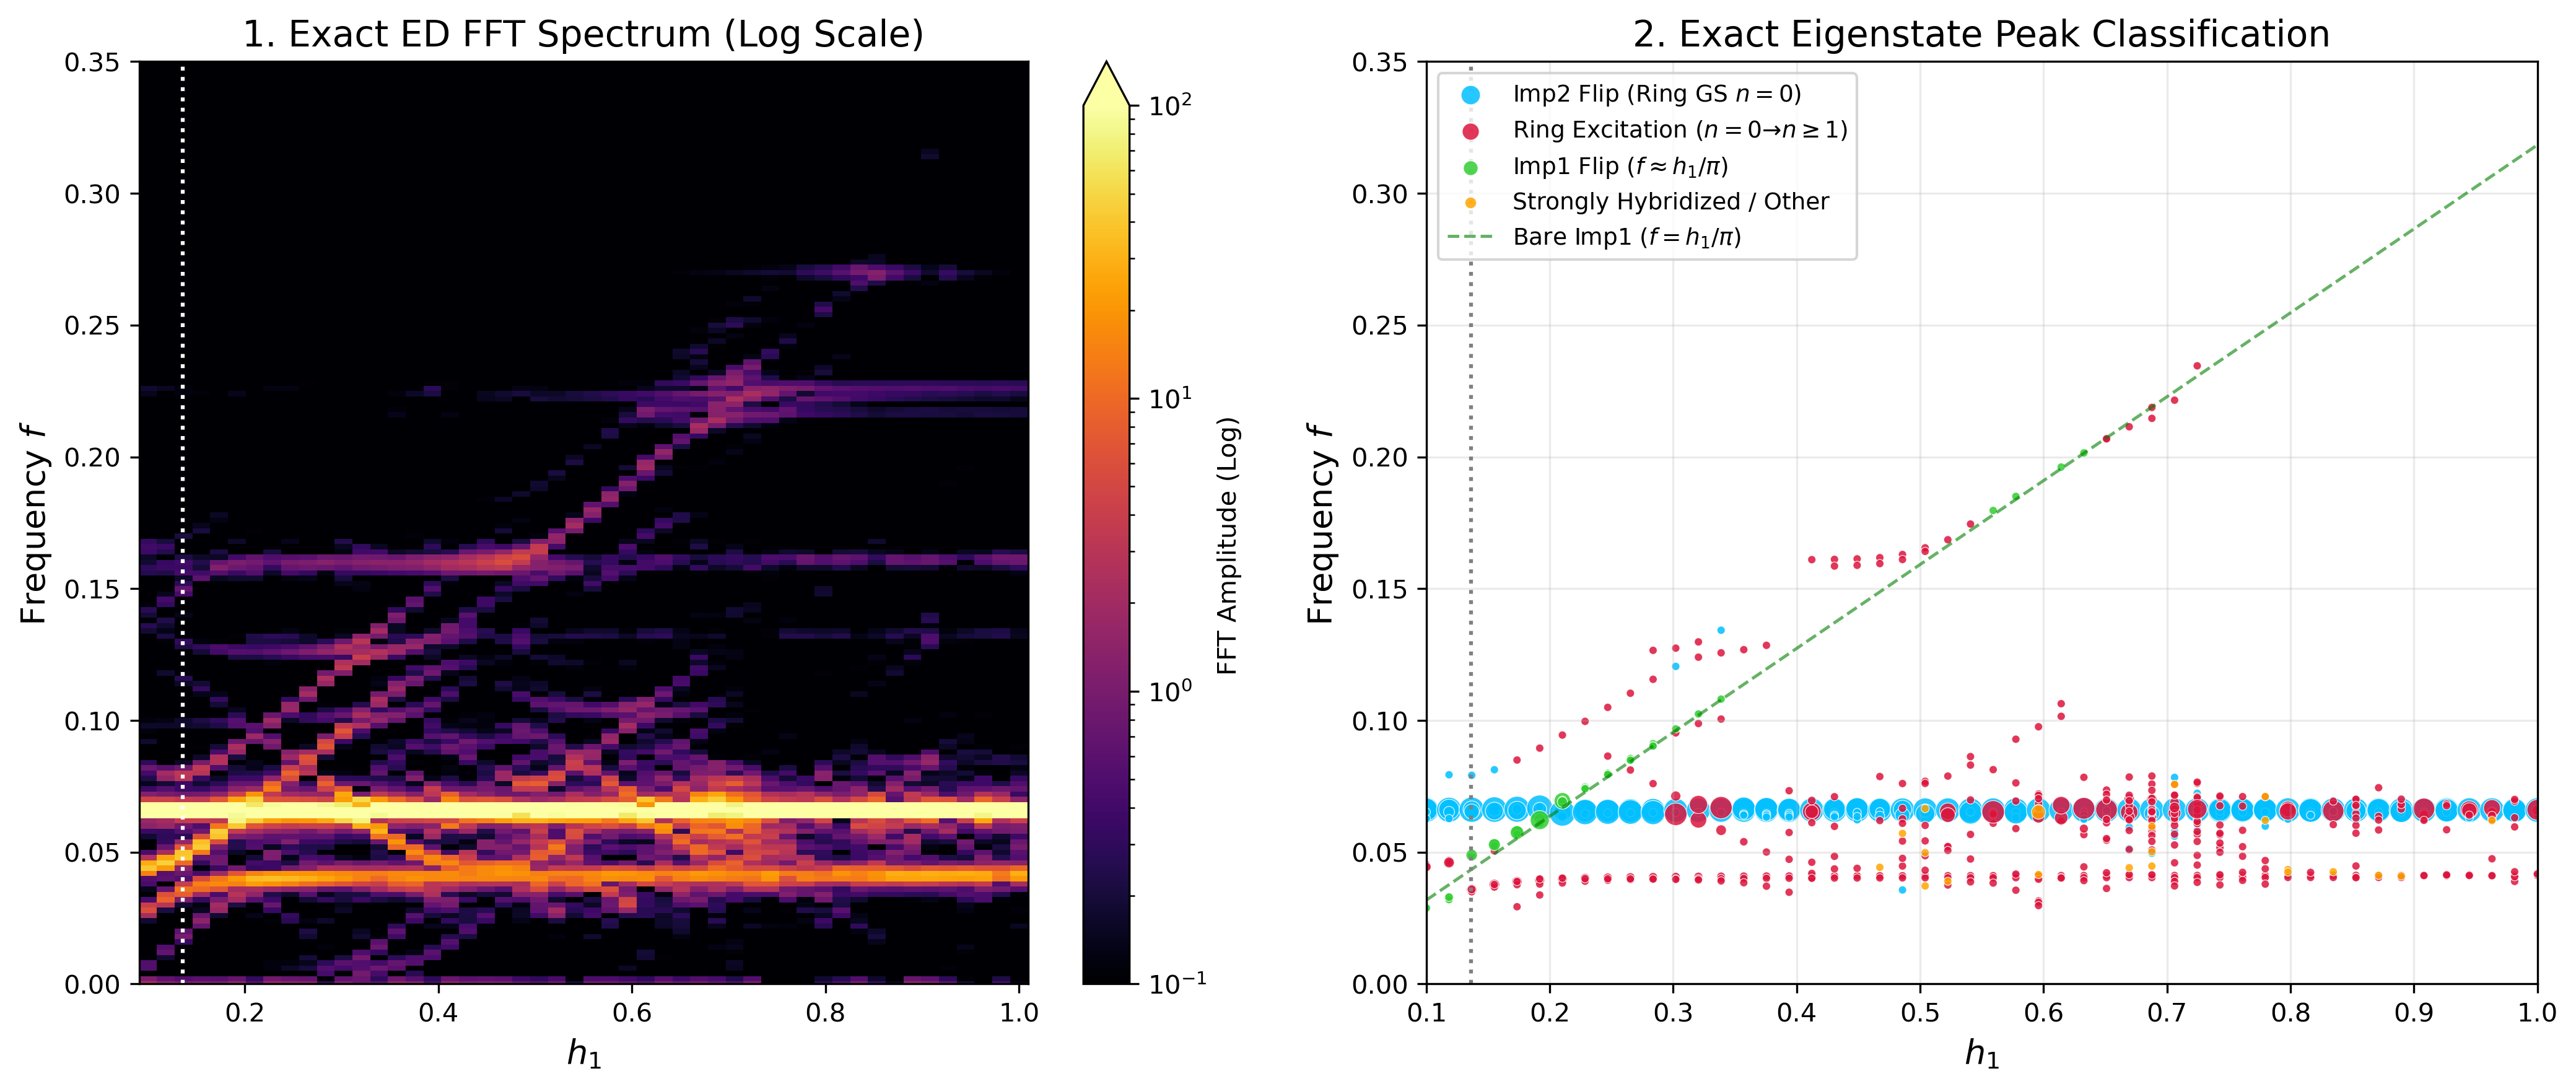 1. Exact ED FFT Spectrum (Log Scale)
0.35
0.30
0.25
0.20
0.15
0.10
0.05
0.00
Frequency f
0.2
0.4
0.6
0.8
1.0
h₁
10²
10¹
10⁰
10⁻¹
FFT Amplitude (Log)
2. Exact Eigenstate Peak Classification
0.35
0.30
0.25
0.20
0.15
0.10
0.05
0.00
Frequency f
Imp2 Flip (Ring GS n = 0)
Ring Excitation (n = 0→n ≥ 1)
Imp1 Flip (f ≈ h₁/π)
Strongly Hybridized / Other
Bare Imp1 (f = h₁/π)
0.1
0.2
0.3
0.4
0.5
0.6
0.7
0.8
0.9
1.0
h₁